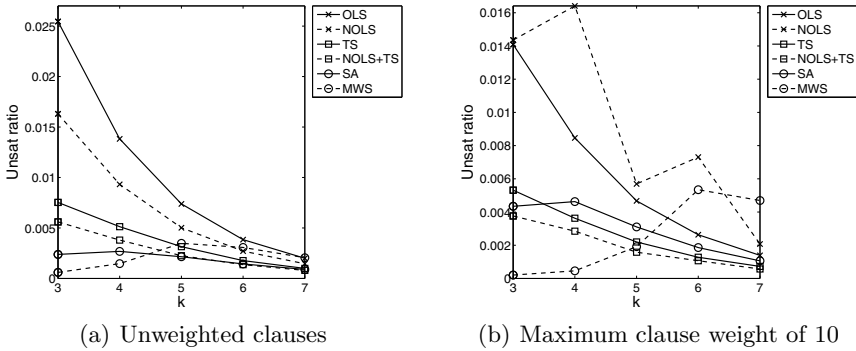 0.025
0.02
0.015
0.01
0.005
0
Unsat ratio
3 4 5 6 7
k
OLS
NOLS
TS
NOLS+TS
SA
MWS
(a) Unweighted clauses
0.016
0.014
0.012
0.01
0.008
0.006
0.004
0.002
0
Unsat ratio
3 4 5 6 7
k
OLS
NOLS
TS
NOLS+TS
SA
MWS
(b) Maximum clause weight of 10